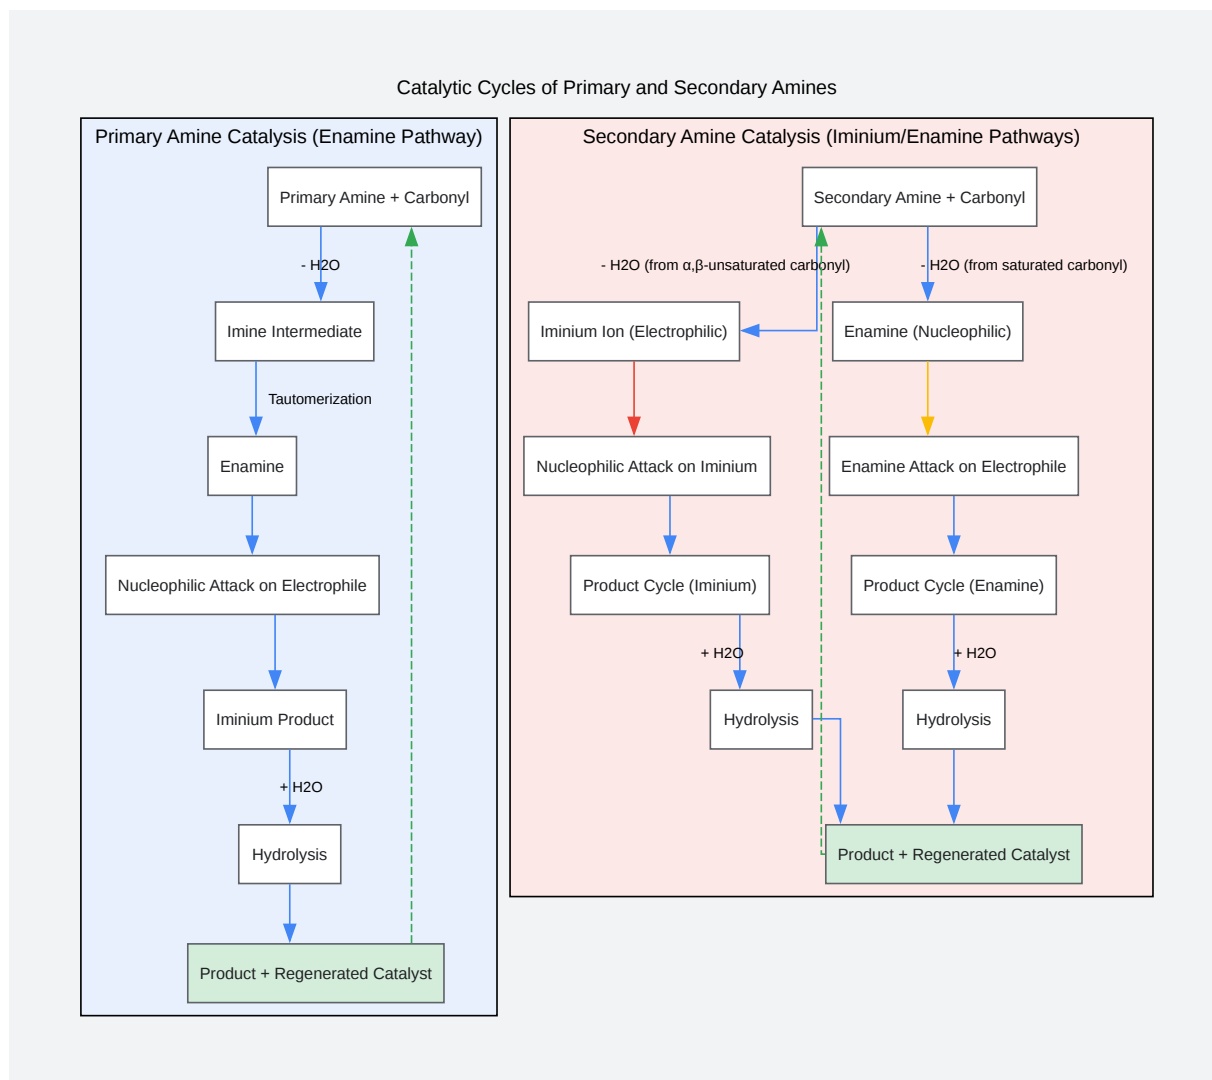 Catalytic Cycles of Primary and Secondary Amines
Primary Amine Catalysis (Enamine Pathway)
Primary Amine + Carbonyl
- H2O
Imine Intermediate
Tautomerization
Enamine
Nucleophilic Attack on Electrophile
Iminium Product
+ H2O
Hydrolysis
Product + Regenerated Catalyst
Secondary Amine Catalysis (Iminium/Enamine Pathways)
Secondary Amine + Carbonyl
- H2O (from α,β-unsaturated carbonyl)
- H2O (from saturated carbonyl)
Iminium Ion (Electrophilic)
Enamine (Nucleophilic)
Nucleophilic Attack on Iminium
Enamine Attack on Electrophile
Product Cycle (Iminium)
Product Cycle (Enamine)
+ H2O
+ H2O
Hydrolysis
Hydrolysis
Product + Regenerated Catalyst